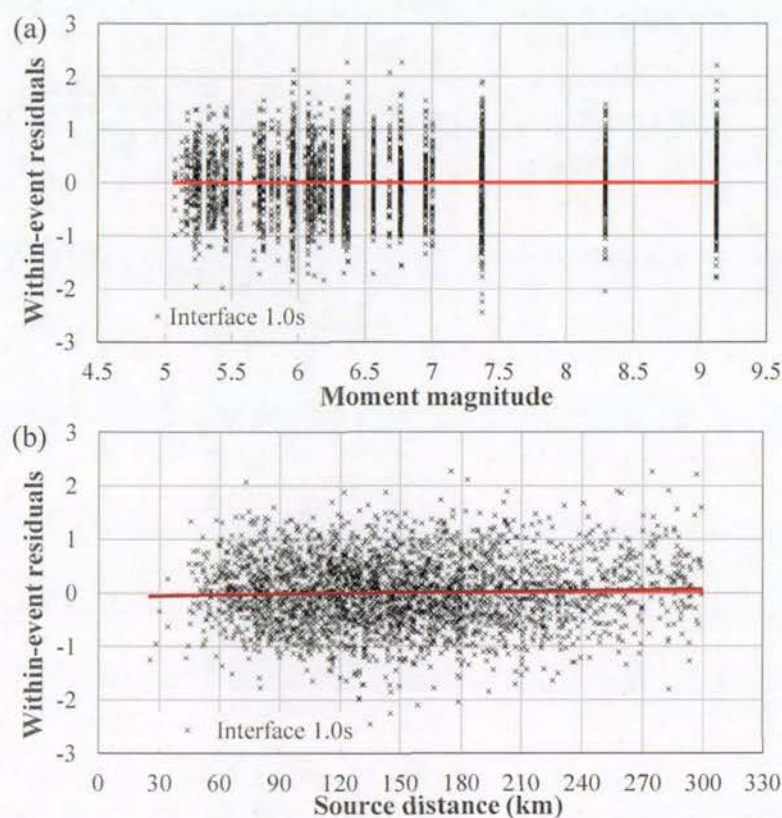 (a)
3
2
1
0
-1
-2
-3
Within-event residuals
× Interface 1.0s
4.5 5 5.5 6 6.5 7 7.5 8 8.5 9 9.5
Moment magnitude
(b)
3
2
1
0
-1
-2
-3
Within-event residuals
× Interface 1.0s
0 30 60 90 120 150 180 210 240 270 300 330
Source distance (km)